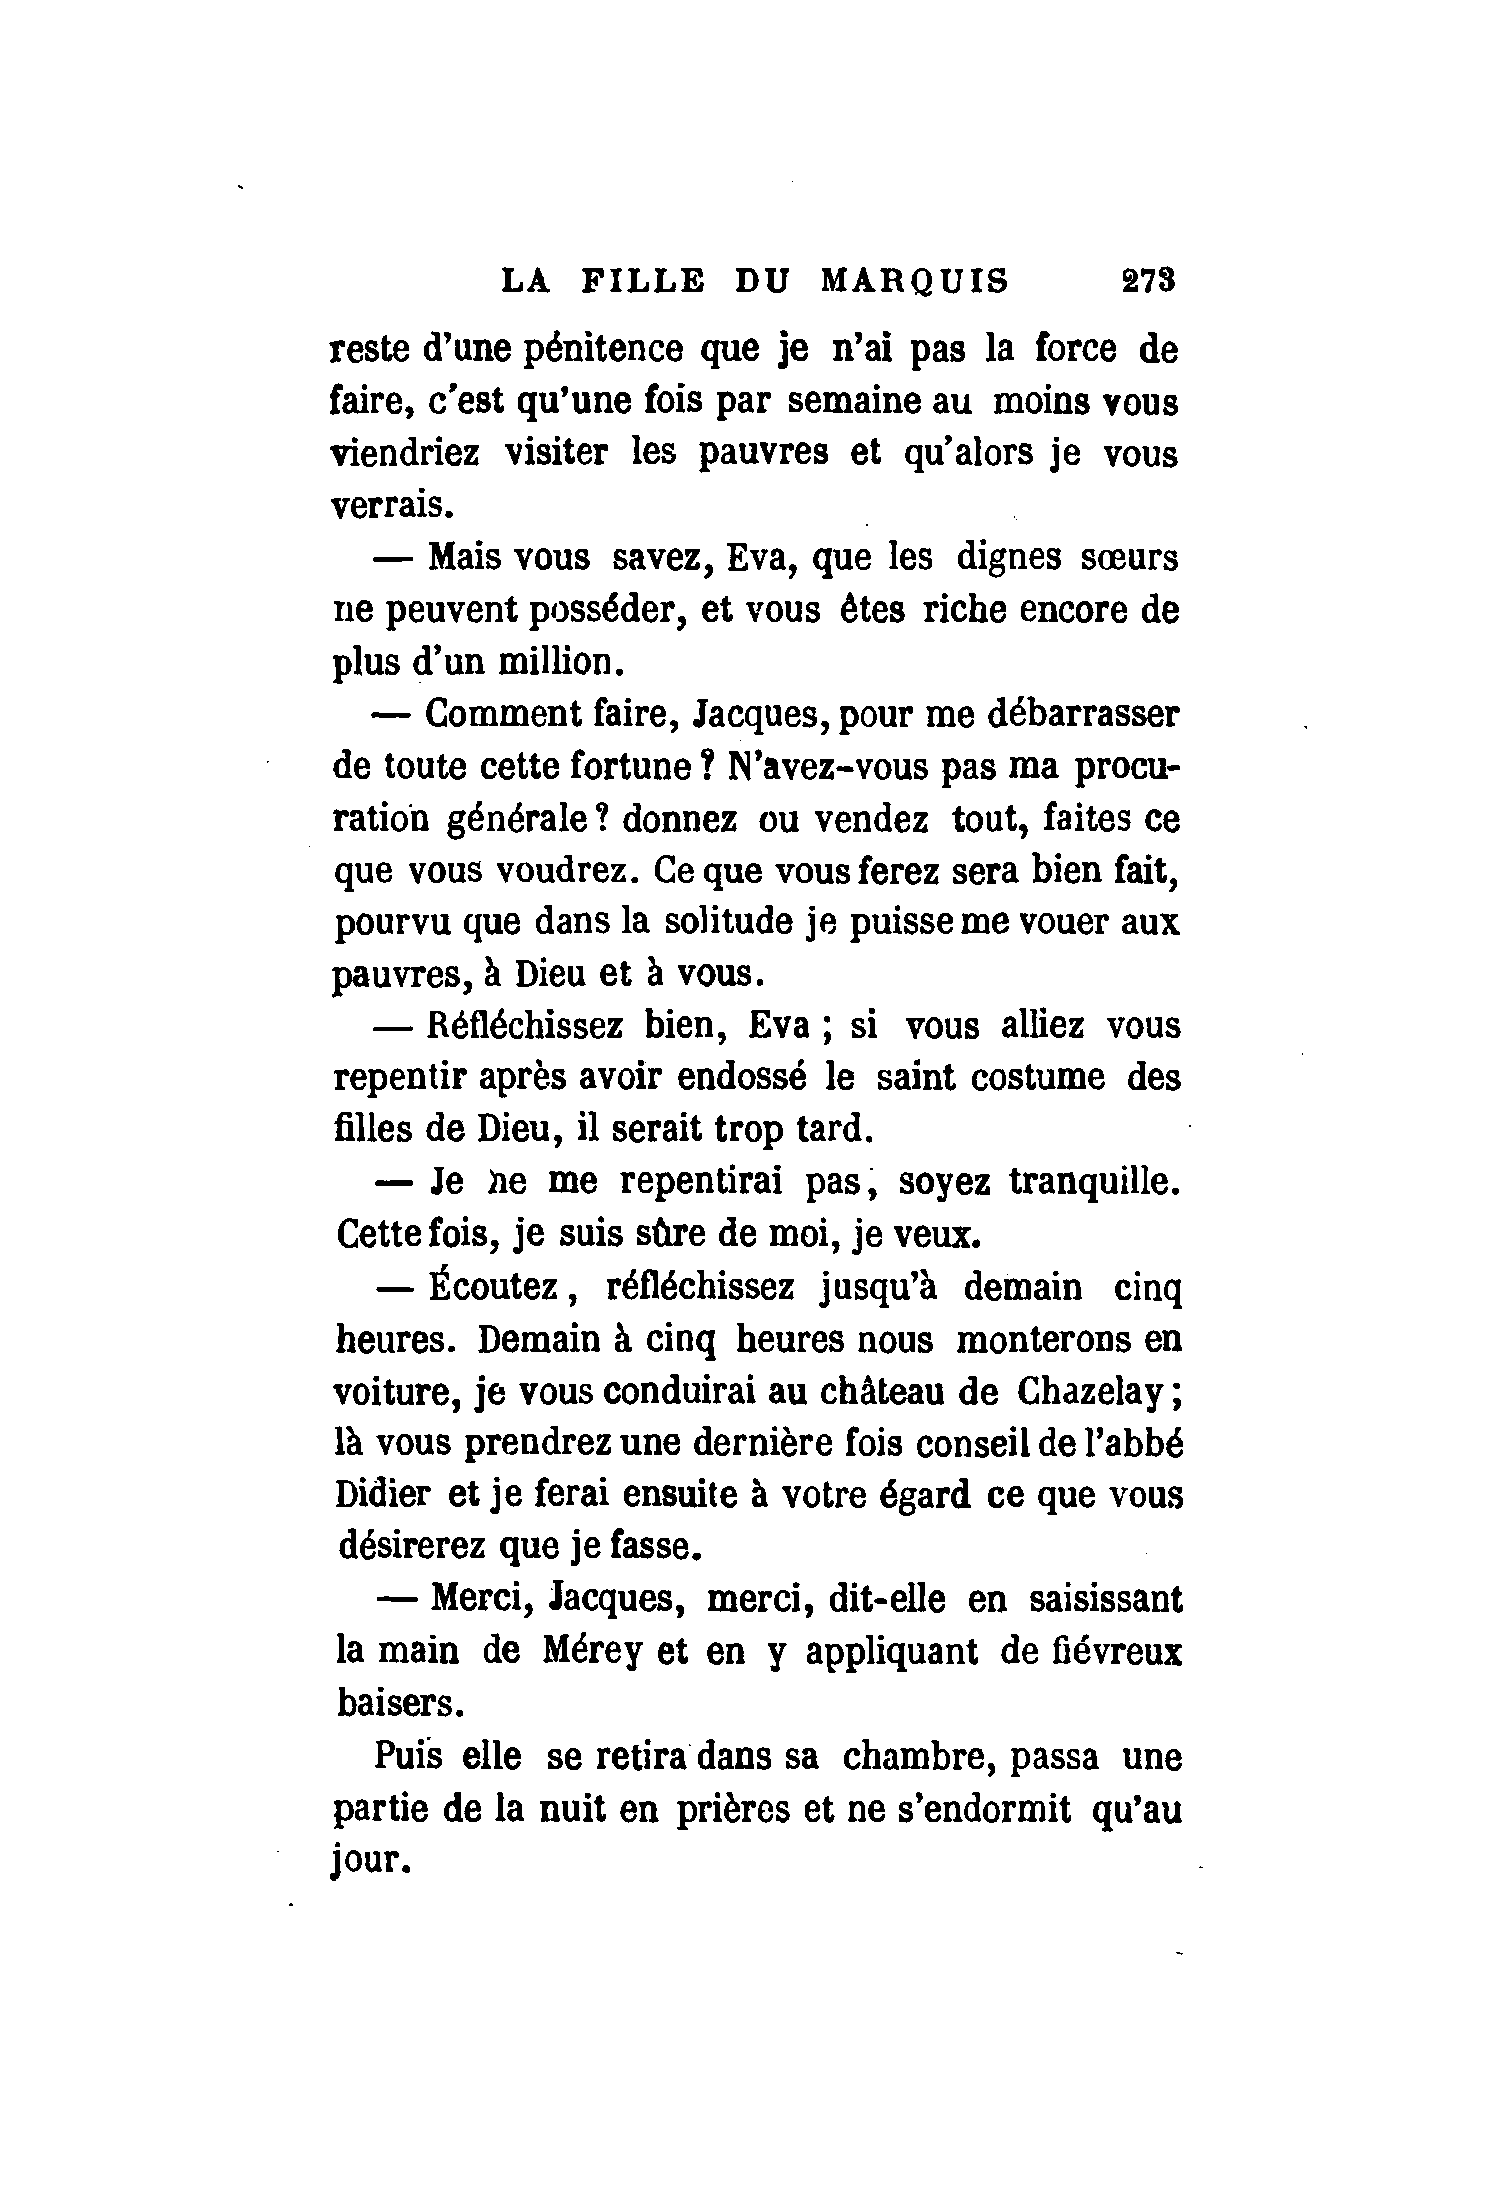 LA FILLE DU MARQUIS 273
reste d'une pénitence que je n'ai pas la force de
faire, c'est qu'une fois par semaine au moins vous
viendriez visiter les pauvres et qu'alors je vous
verrais.
— Mais vous savez, Eva, que les dignes sœurs
ne peuvent posséder, et vous êtes riche encore de
plus d'un million.
— Comment faire, Jacques, pour me débarrasser
de toute cette fortune ? N'avez-vous pas ma procu-
ration générale ? donnez ou vendez tout, faites ce
que vous voudrez. Ce que vous ferez sera bien fait,
pourvu que dans la solitude je puisse me vouer aux
pauvres, à Dieu et à vous.
— Réfléchissez bien, Eva ; si vous alliez vous
repentir après avoir endossé le saint costume des
filles de Dieu, il serait trop tard.
— Je ne me repentirai pas, soyez tranquille.
Cette fois, je suis sûre de moi, je veux.
— Écoutez, réfléchissez jusqu'à demain cinq
heures. Demain à cinq heures nous monterons en
voiture, je vous conduirai au château de Chazelay ;
là vous prendrez une dernière fois conseil de l'abbé
Didier et je ferai ensuite à votre égard ce que vous
désirerez que je fasse.
— Merci, Jacques, merci, dit-elle en saisissant
la main de Mérey et en y appliquant de fiévreux
baisers.
Puis elle se retira dans sa chambre, passa une
partie de la nuit en prières et ne s'endormit qu'au
jour.